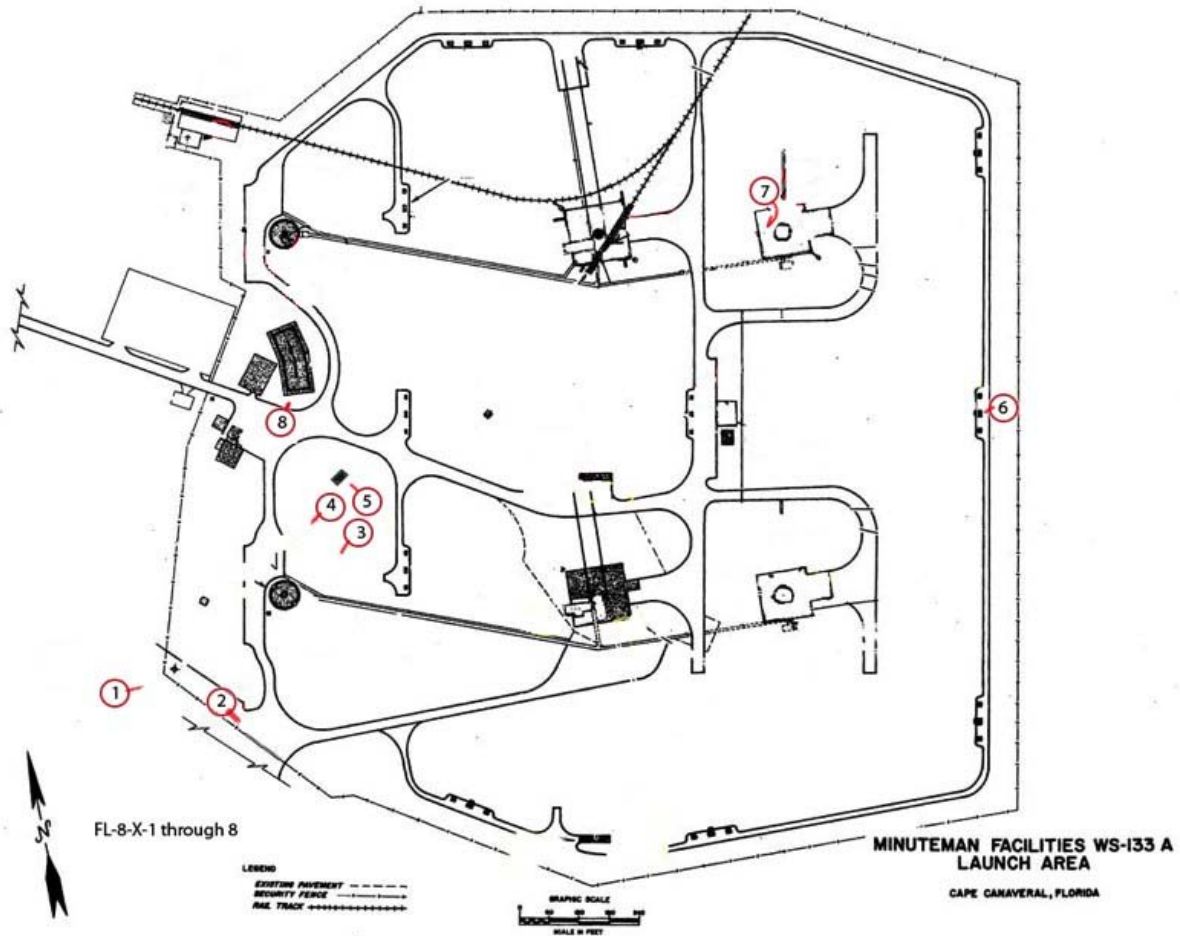 7
6
8
4
5
3
1
2
N
FL-8-X-1 through 8
LEGEND
EXISTING PAVEMENT
SECURITY FENCE
RAIL TRACK
GRAPHIC SCALE
SCALE IN FEET
MINUTEMAN FACILITIES WS-133 A
LAUNCH AREA
CAPE CANAVERAL, FLORIDA